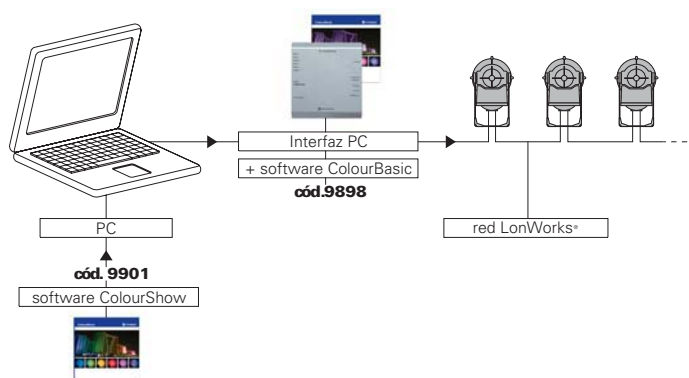 Interfaz PC
+ software ColourBasic
cód.9898
red LonWorks®
PC
cód. 9901
software ColourShow